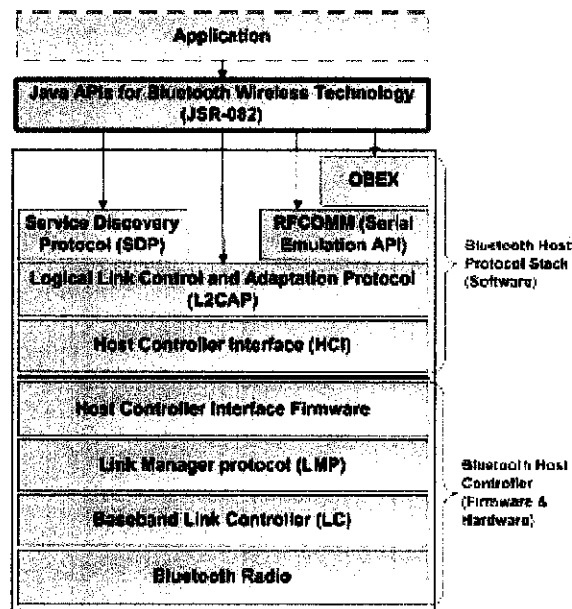 Application
Java APIs for Bluetooth Wireless Technology
(JSR-082)
OBEX
Service Discovery
Protocol (SDP)
RFCOMM (Serial
Emulation API)
Logical Link Control and Adaptation Protocol
(L2CAP)
Host Controller Interface (HCI)
Bluetooth Host
Protocol Stack
(Software)
Host Controller Interface Firmware
Link Manager protocol (LMP)
Baseband Link Controller (LC)
Bluetooth Radio
Bluetooth Host
Controller
(Firmware &
Hardware)